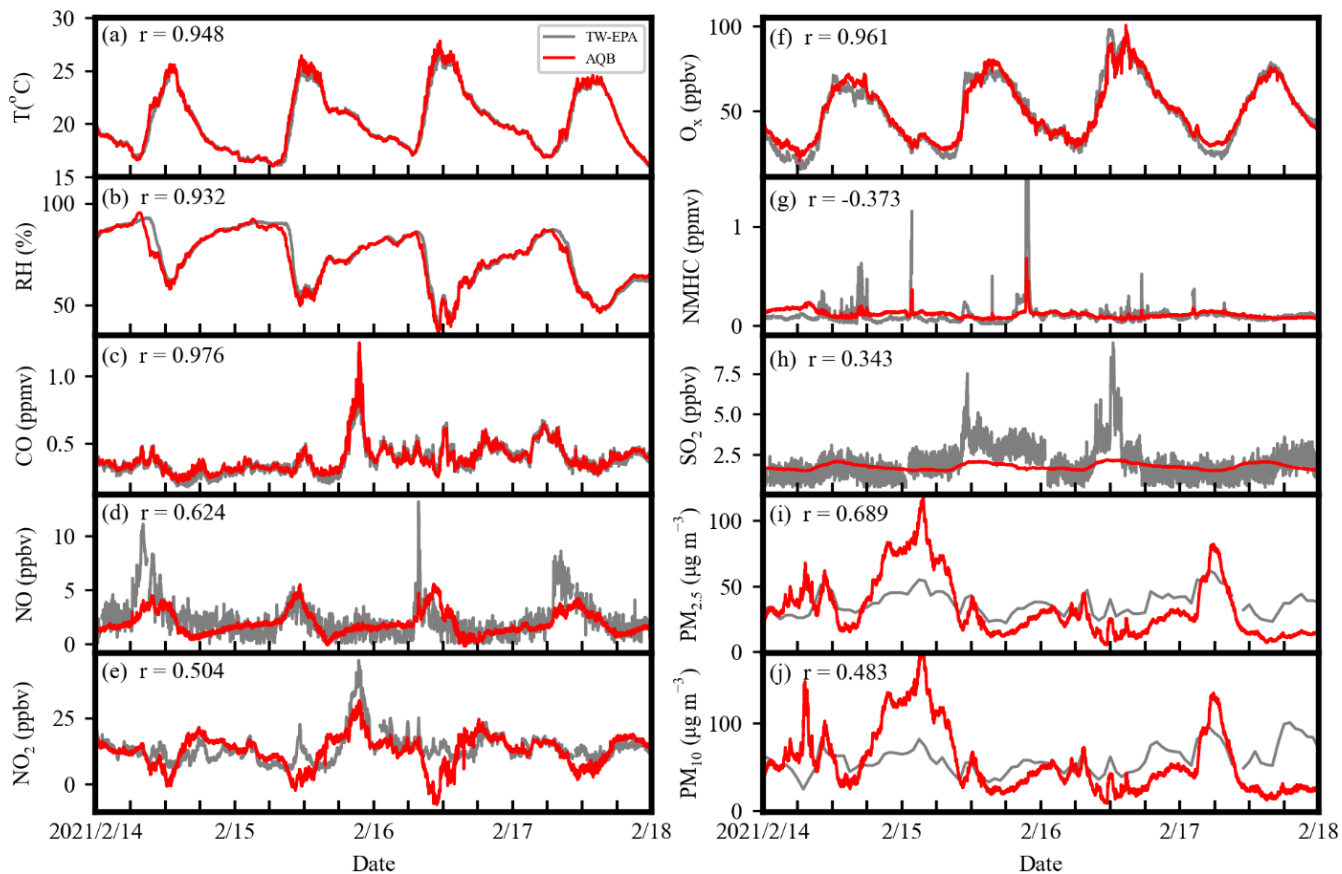 (a) r = 0.948
TW-EPA
AQB
30
25
20
15
T(°C)
(b) r = 0.932
100
50
RH (%)
(c) r = 0.976
1.0
0.5
CO (ppmv)
(d) r = 0.624
10
5
0
NO (ppbv)
(e) r = 0.504
25
0
NO₂ (ppbv)
2021/2/14 2/15 2/16 2/17 2/18
Date
(f) r = 0.961
100
50
Oₓ (ppbv)
(g) r = -0.373
1
0
NMHC (ppmv)
(h) r = 0.343
7.5
5.0
2.5
SO₂ (ppbv)
(i) r = 0.689
100
50
0
PM₂.₅ (μg m⁻³)
(j) r = 0.483
100
0
PM₁₀ (μg m⁻³)
2021/2/14 2/15 2/16 2/17 2/18
Date